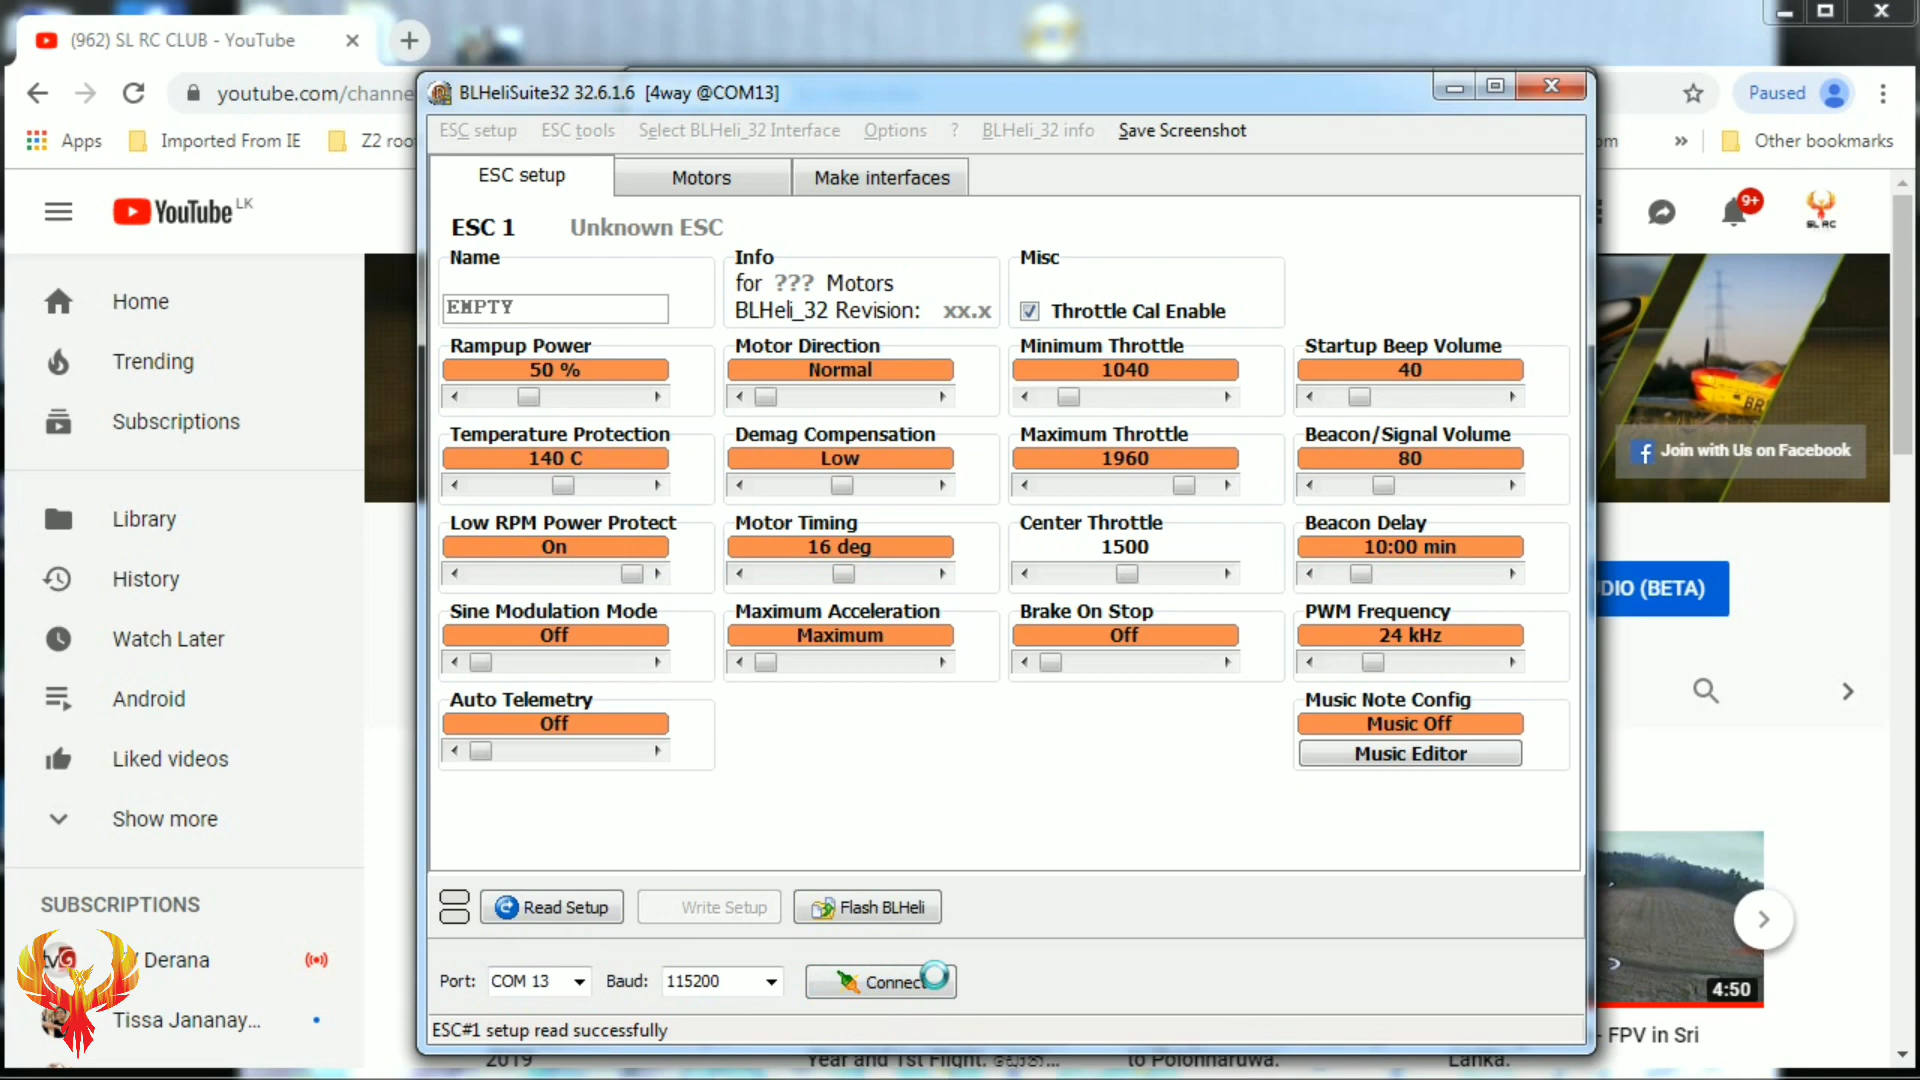 (962) SL RC CLUB - YouTube
youtube.com/channe
Paused
Apps
Imported From IE
Z2 roo
om
Other bookmarks
YouTube LK
9+
SL RC
Home
Trending
Subscriptions
Library
History
Watch Later
Android
Liked videos
Show more
SUBSCRIPTIONS
Derana
Tissa Jananay...
BLHeliSuite32 32.6.1.6 [4way @COM13]
ESC setup ESC tools Select BLHeli_32 Interface Options ? BLHeli_32 info Save Screenshot
ESC setup Motors Make interfaces
ESC 1 Unknown ESC
Name Info Misc
for ??? Motors
EMPTY BLHeli_32 Revision: xx.x Throttle Cal Enable
Rampup Power Motor Direction Minimum Throttle Startup Beep Volume
50 % Normal 1040 40
Temperature Protection Demag Compensation Maximum Throttle Beacon/Signal Volume
140 C Low 1960 80
Low RPM Power Protect Motor Timing Center Throttle Beacon Delay
On 16 deg 1500 10:00 min
Sine Modulation Mode Maximum Acceleration Brake On Stop PWM Frequency
Off Maximum Off 24 kHz
Auto Telemetry Music Note Config
Off Music Off
Music Editor
Read Setup Write Setup Flash BLHeli
Port: COM 13 Baud: 115200 Connect
ESC#1 setup read successfully
BR
Join with Us on Facebook
DIO (BETA)
4:50
- FPV in Sri
2019 Year and 1st Flight. to Polonnaruwa. Lanka.